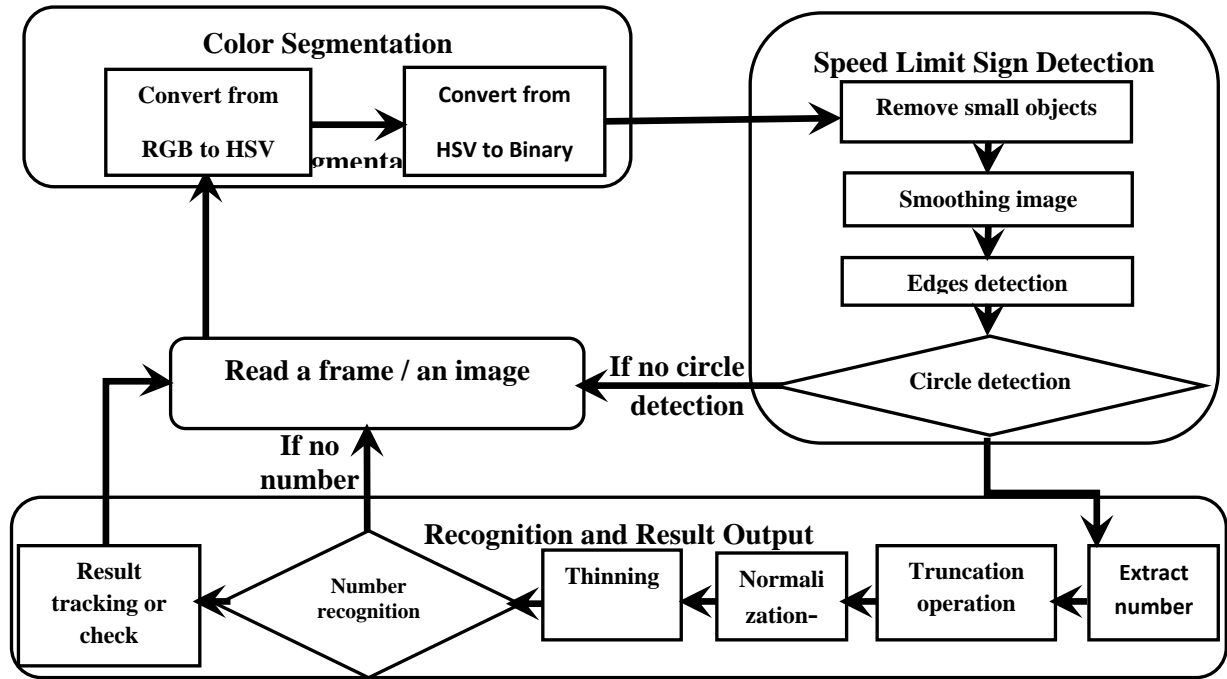 Color Segmentation
Convert from
RGB to HSV
Convert from
HSV to Binary
Speed Limit Sign Detection
Remove small objects
Smoothing image
Edges detection
Circle detection
If no circle
detection
Read a frame / an image
If no
number
Recognition and Result Output
Extract
number
Truncation
operation
Normali
zation-
Thinning
Number
recognition
Result
tracking or
check